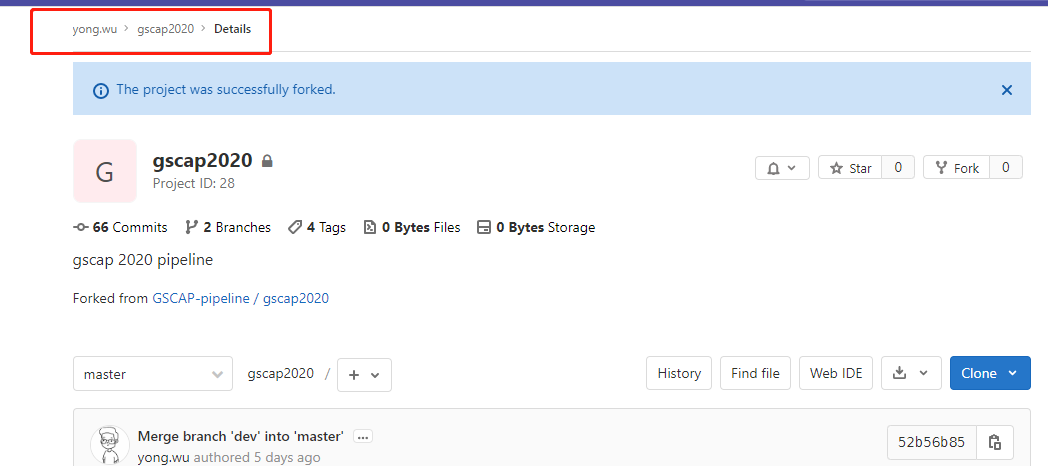 yong.wu > gscap2020 > Details
The project was successfully forked.
G
gscap2020
Project ID: 28
Star 0
Fork 0
66 Commits 2 Branches 4 Tags 0 Bytes Files 0 Bytes Storage
gscap 2020 pipeline
Forked from GSCAP-pipeline / gscap2020
master gscap2020 / + History Find file Web IDE Clone
Merge branch 'dev' into 'master' ...
52b56b85
yong.wu authored 5 days ago